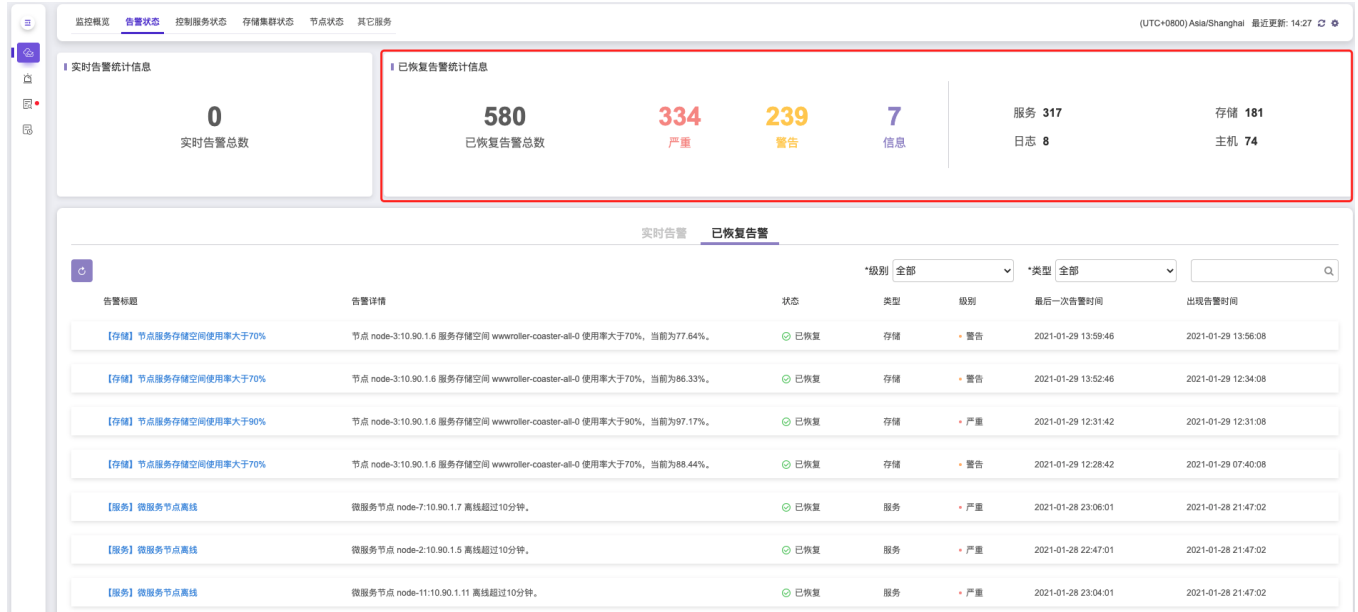 监控概览 告警状态 控制服务状态 存储集群状态 节点状态 其它服务 (UTC+0800) Asia/Shanghai 最近更新: 14:27
实时告警统计信息
0
实时告警总数
已恢复告警统计信息
580 334 239 7
已恢复告警总数 严重 警告 信息
服务 317 存储 181
日志 8 主机 74
实时告警 已恢复告警
*级别 全部 *类型 全部
告警标题 告警详情 状态 类型 级别 最后一次告警时间 出现告警时间
【存储】节点服务存储空间使用率大于70% 节点 node-3:10.90.1.6 服务存储空间 wwwroller-coaster-all-0 使用率大于70%，当前为77.64%。 已恢复 存储 警告 2021-01-29 13:59:46 2021-01-29 13:56:08
【存储】节点服务存储空间使用率大于70% 节点 node-3:10.90.1.6 服务存储空间 wwwroller-coaster-all-0 使用率大于70%，当前为86.33%。 已恢复 存储 警告 2021-01-29 13:52:46 2021-01-29 12:34:08
【存储】节点服务存储空间使用率大于90% 节点 node-3:10.90.1.6 服务存储空间 wwwroller-coaster-all-0 使用率大于90%，当前为97.17%。 已恢复 存储 严重 2021-01-29 12:31:42 2021-01-29 12:31:08
【存储】节点服务存储空间使用率大于70% 节点 node-3:10.90.1.6 服务存储空间 wwwroller-coaster-all-0 使用率大于70%，当前为88.44%。 已恢复 存储 警告 2021-01-29 12:28:42 2021-01-29 07:40:08
【服务】微服务节点离线 微服务节点 node-7:10.90.1.7 离线超过10分钟。 已恢复 服务 严重 2021-01-28 23:06:01 2021-01-28 21:47:02
【服务】微服务节点离线 微服务节点 node-2:10.90.1.5 离线超过10分钟。 已恢复 服务 严重 2021-01-28 22:47:01 2021-01-28 21:47:02
【服务】微服务节点离线 微服务节点 node-11:10.90.1.11 离线超过10分钟。 已恢复 服务 严重 2021-01-28 23:04:01 2021-01-28 21:47:02